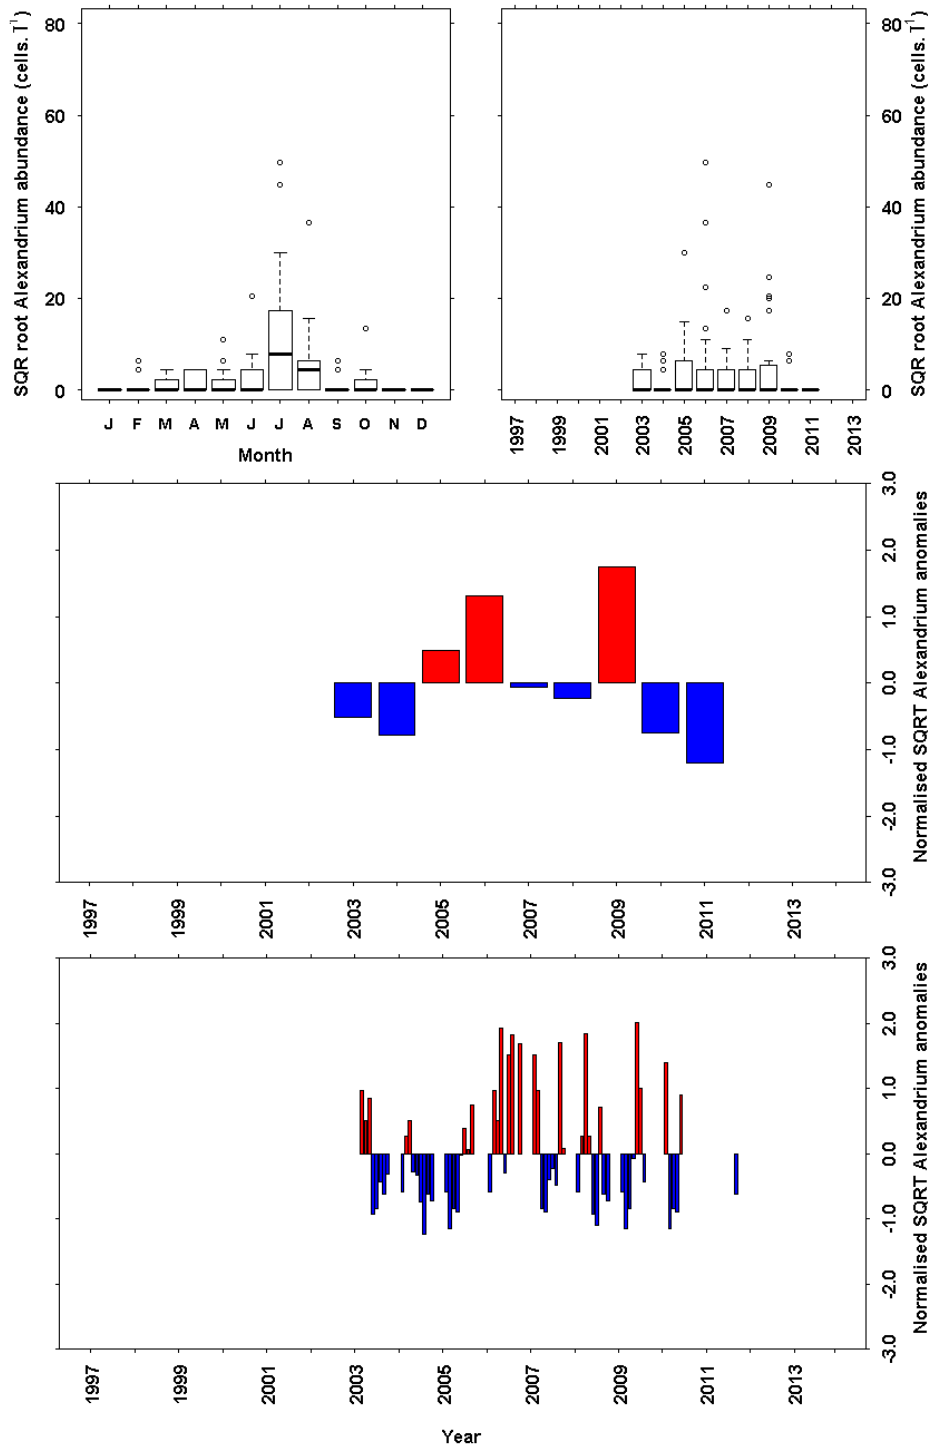 SQR root Alexandrium abundance (cells. T¹)
80
60
40
20
0
J F M A M J J A S O N D
Month
80
60
40
20
0
SQR root Alexandrium abundance (cells. T¹)
1997 1999 2001 2003 2005 2007 2009 2011 2013
3.0
2.0
1.0
0.0
-1.0
-2.0
-3.0
Normalised SQRT Alexandrium anomalies
1997 1999 2001 2003 2005 2007 2009 2011 2013
3.0
2.0
1.0
0.0
-1.0
-2.0
-3.0
Normalised SQRT Alexandrium anomalies
1997 1999 2001 2003 2005 2007 2009 2011 2013
Year